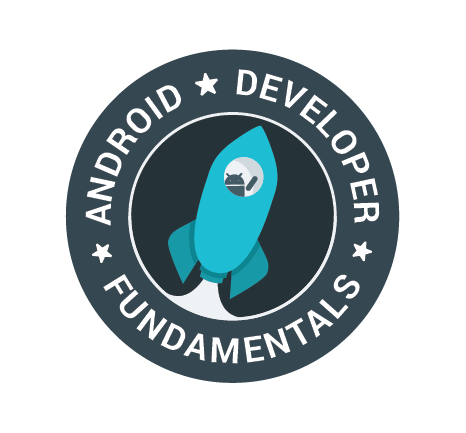 ANDROID ★ DEVELOPER
★ FUNDAMENTALS ★